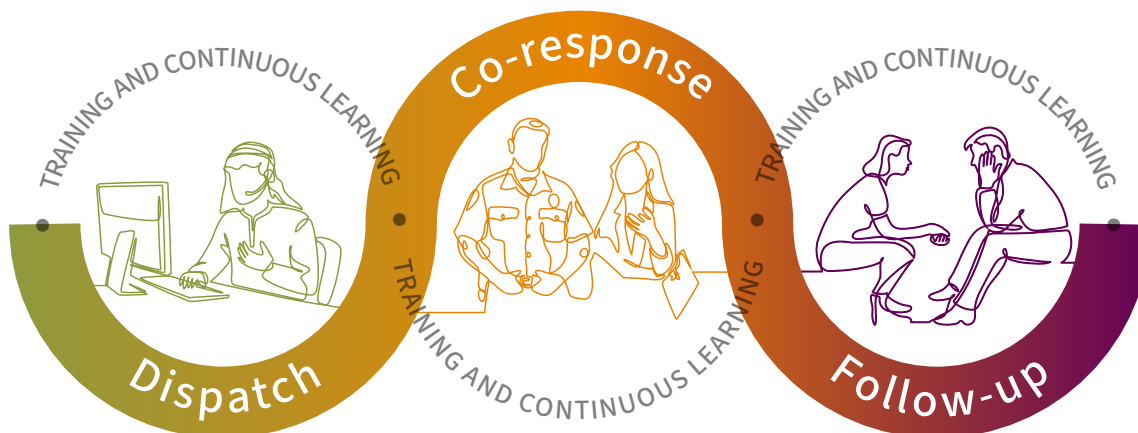 TRAINING AND CONTINUOUS LEARNING
Dispatch
Co-response
TRAINING AND CONTINUOUS LEARNING
TRAINING AND CONTINUOUS LEARNING
Follow-up